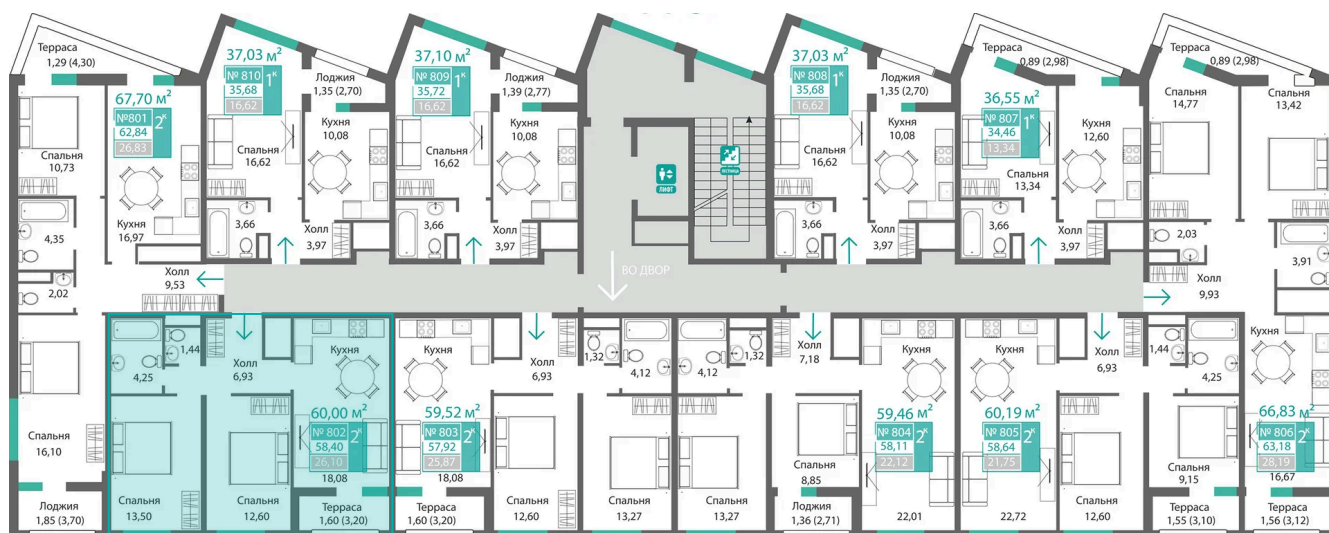 Терраса
1,29 (4,30)
67,70 м²
№801
62,84
26,83
2к
Спальня
10,73
Кухня
16,97
4,35
2,02
Холл
9,53
Спальня
16,10
Лоджия
1,85 (3,70)
37,03 м²
№ 810
35,68
16,62
1к
Лоджия
1,35 (2,70)
Кухня
10,08
Спальня
16,62
3,66
Холл
3,97
37,10 м²
№ 809
35,72
16,62
1к
Лоджия
1,39 (2,77)
Кухня
10,08
Спальня
16,62
3,66
Холл
3,97
ЛИФТ
ЛЕСТНИЦА
ВО ДВОР
37,03 м²
№ 808
35,68
16,62
1к
Лоджия
1,35 (2,70)
Кухня
10,08
Спальня
16,62
3,66
Холл
3,97
Терраса
0,89 (2,98)
36,55 м²
№ 807
34,46
13,34
1к
Кухня
12,60
Спальня
13,34
3,66
Холл
3,97
Терраса
0,89 (2,98)
Спальня
14,77
Спальня
13,42
2,03
3,91
Холл
9,93
Кухня
66,83 м²
№ 806
63,18
28,19
2к
16,67
Терраса
1,56 (3,12)
1,44
4,25
Холл
6,93
Кухня
60,00 м²
№ 802
58,40
26,10
2к
18,08
Спальня
13,50
12,60
Терраса
1,60 (3,20)
Кухня
59,52 м²
№ 803
57,92
25,87
2к
18,08
Терраса
1,60 (3,20)
Холл
6,93
1,32
4,12
Спальня
12,60
Спальня
13,27
4,12
1,32
Холл
7,18
Кухня
59,46 м²
№ 804
58,11
22,12
2к
Спальня
13,27
Спальня
8,85
Лоджия
1,36 (2,71)
22,01
Кухня
60,19 м²
№ 805
58,64
21,75
2к
22,72
Холл
6,93
1,44
4,25
Спальня
12,60
Спальня
9,15
Терраса
1,55 (3,10)